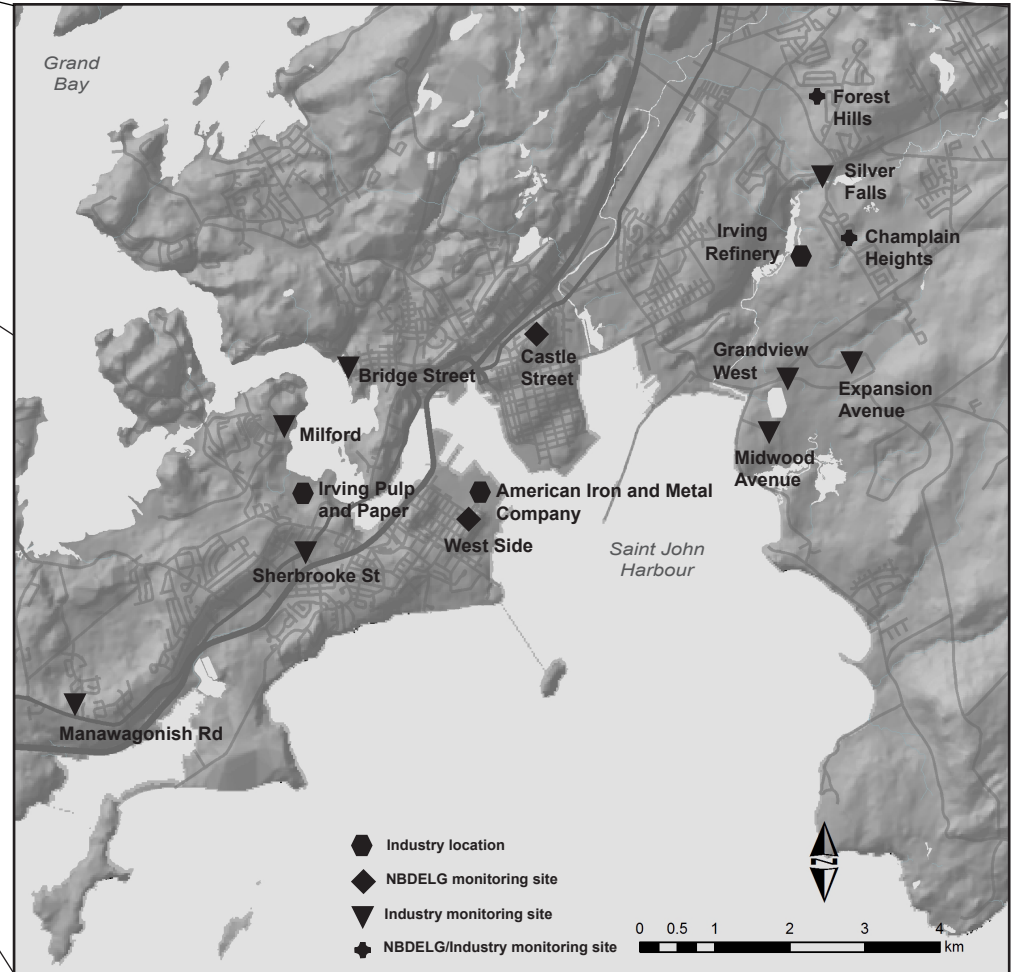 Grand
Bay
Forest
Hills
Silver
Falls
Irving
Refinery
Champlain
Heights
Castle
Street
Grandview
West
Bridge Street
Expansion
Avenue
Milford
Midwood
Avenue
Irving Pulp
and Paper
American Iron and Metal
Company
West Side
Saint John
Harbour
Sherbrooke St
Manawagonish Rd
Industry location
NBDELG monitoring site
Industry monitoring site
NBDELG/Industry monitoring site
N
0 0.5 1 2 3 4
km